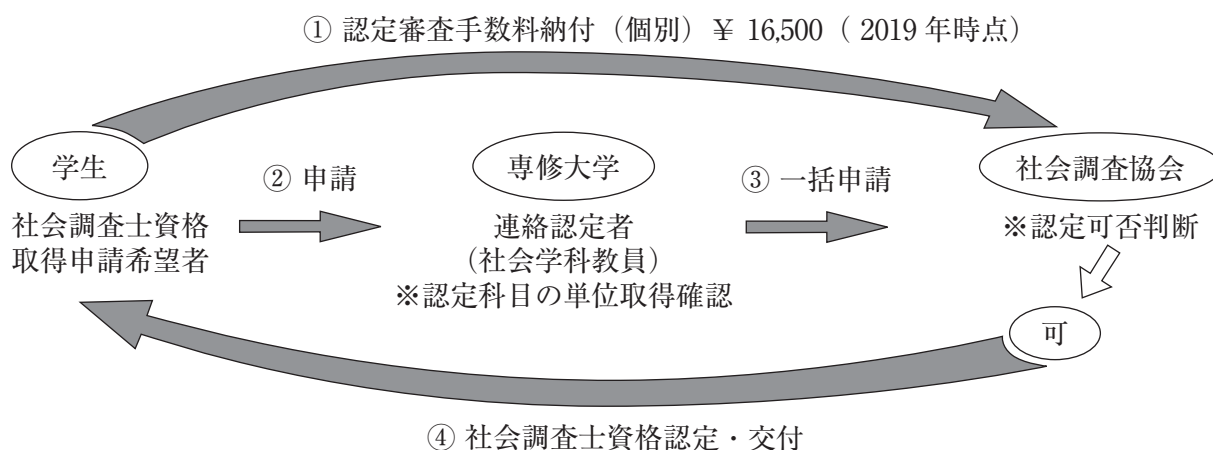 ① 認定審査手数料納付（個別）¥ 16,500（ 2019 年時点）
学生
社会調査士資格
取得申請希望者
② 申請
専修大学
連絡認定者
（社会学科教員）
※認定科目の単位取得確認
③ 一括申請
社会調査協会
※認定可否判断
可
④ 社会調査士資格認定・交付